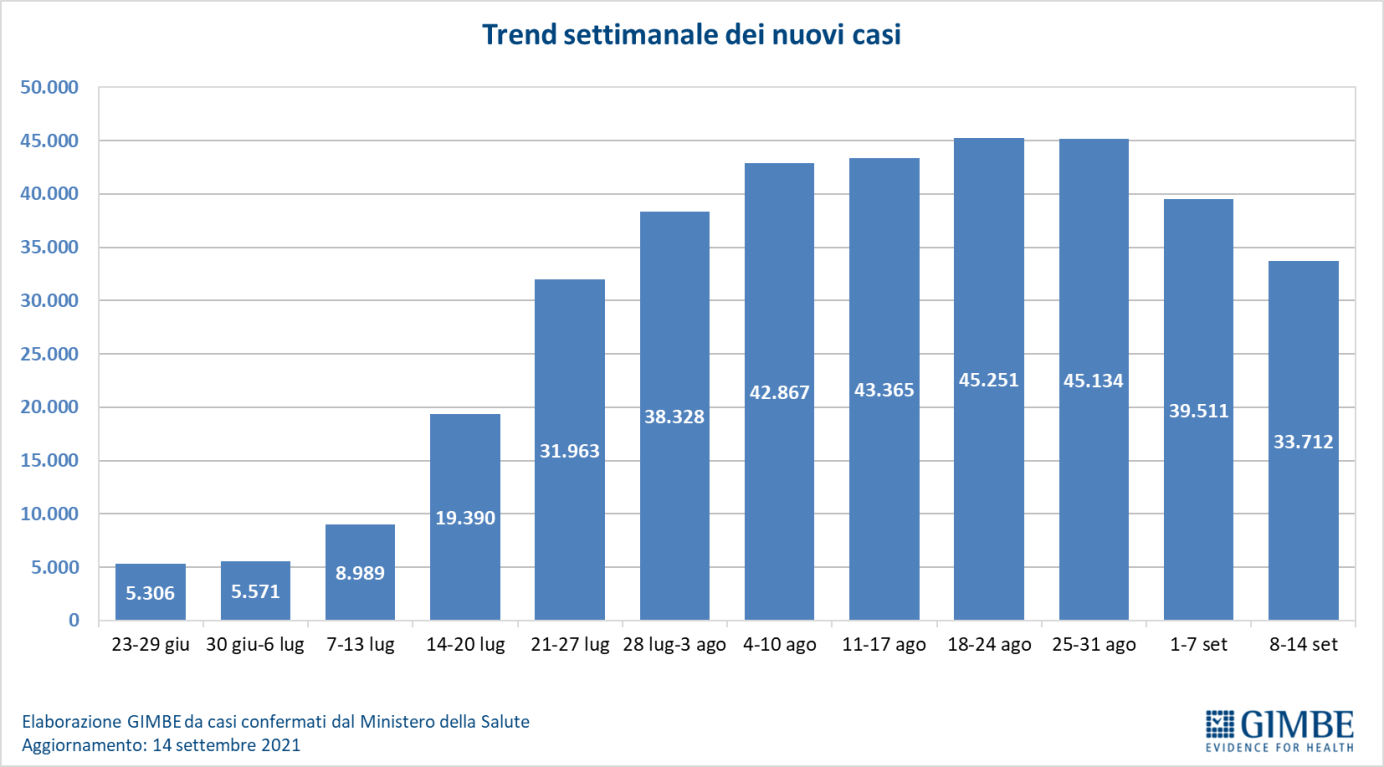 Trend settimanale dei nuovi casi
50.000
45.000
40.000
35.000
30.000
25.000
20.000
15.000
10.000
5.000
0
5.306
5.571
8.989
19.390
31.963
38.328
42.867
43.365
45.251
45.134
39.511
33.712
23-29 giu
30 giu-6 lug
7-13 lug
14-20 lug
21-27 lug
28 lug-3 ago
4-10 ago
11-17 ago
18-24 ago
25-31 ago
1-7 set
8-14 set
Elaborazione GIMBE da casi confermati dal Ministero della Salute
Aggiornamento: 14 settembre 2021
GIMBE
EVIDENCE FOR HEALTH